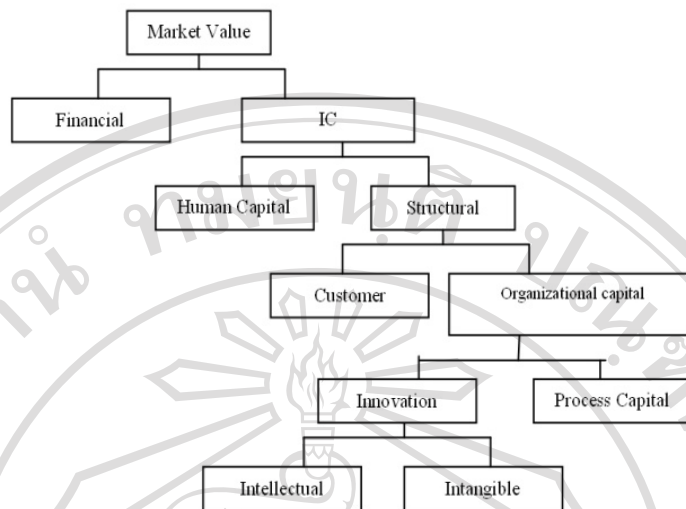 Market Value
Financial
IC
Human Capital
Structural
Customer
Organizational capital
Innovation
Process Capital
Intellectual
Intangible